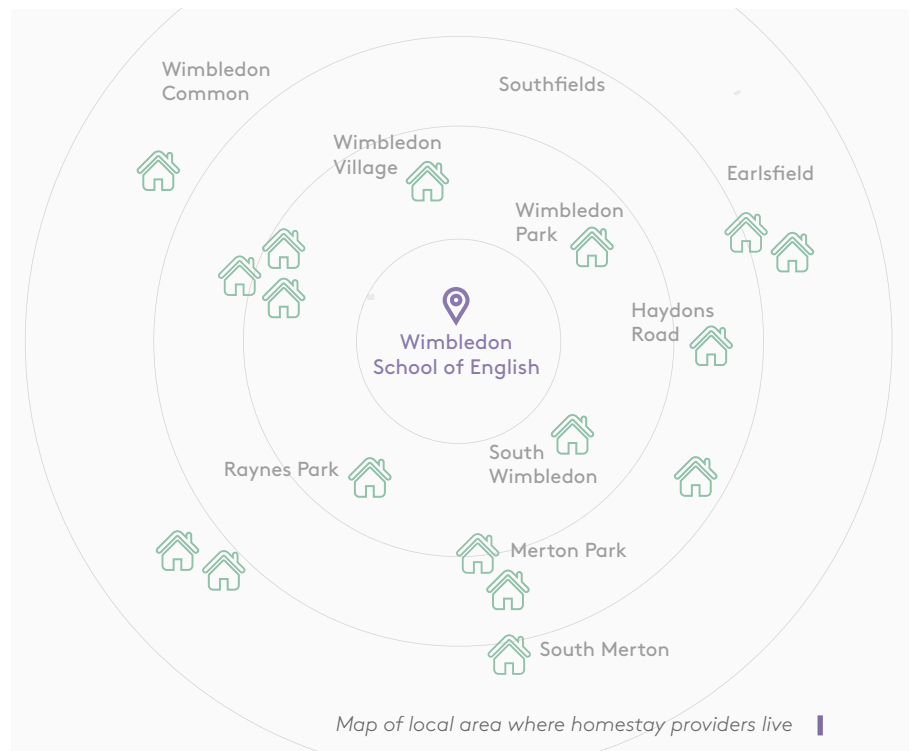 Wimbledon
Common
Southfields
Wimbledon
Village
Earlsfield
Wimbledon
Park
Haydons
Road
Wimbledon
School of English
South
Wimbledon
Raynes Park
Merton Park
South Merton
Map of local area where homestay providers live